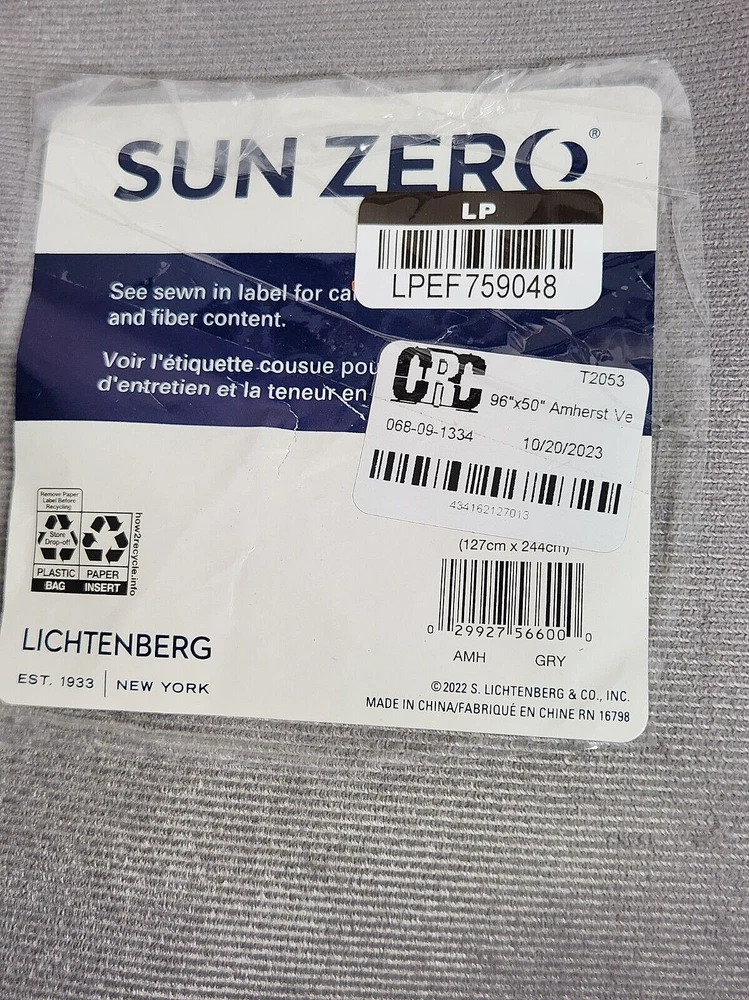 SUN ZERO®
LP
LPEF759048
See sewn in label for
and fiber content.
Voir l'étiquette cousue
d'entretien et la teneur en
CRC
T2053
96"x50" Amherst Ve
068-09-1334
10/20/2023
434162127013
(127cm x 244cm)
0 29927 56600 0
AMH GRY
Remove Paper
Label Before
Recycling
Store
Drop-off
PLASTIC PAPER
BAG INSERT
how2recycle.info
LICHTENBERG
EST. 1933 | NEW YORK
©2022 S. LICHTENBERG & CO., INC.
MADE IN CHINA/FABRIQUÉ EN CHINE RN 16798